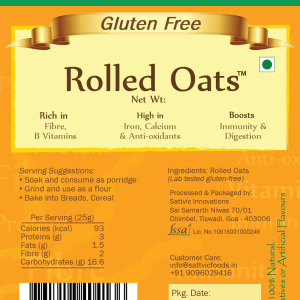 Gluten Free
Rolled Oats™
Net Wt:
Rich in
Fibre,
B Vitamins
High in
Iron, Calcium
& Anti-oxidants
Boosts
Immunity &
Digestion
Serving Suggestions:
• Soak and consume as porridge
• Grind and use as a flour
• Bake into Breads, Cereal
Per Serving (25g)
Calories (kcal) 93
Proteins (g) 3
Fats (g) 1.5
Fibre (g) 2
Carbohydrates (g) 16.6
Ingredients: Rolled Oats
(Lab tested gluten-free)
Processed & Packaged by:
Sattvic Innovations
Sai Samarth Niwas 70/01
Chimbel, Tiswadi, Goa - 403006
fssai Lic. No.10616001000249
Customer Care:
info@sattvicfoods.in
+91 9096029416
Pkg. Date:
100% Natural
atives or Artificial Flavours
Anti-ox